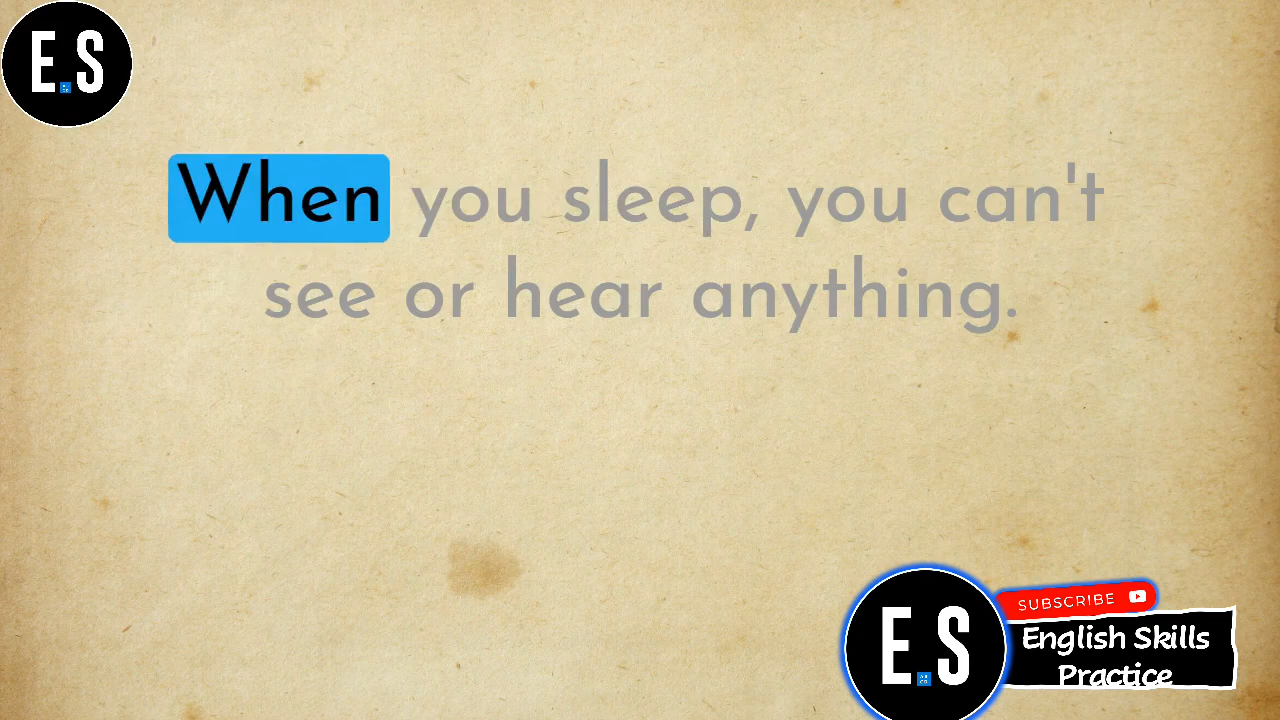 E.S
When you sleep, you can't
see or hear anything.
SUBSCRIBE
E.S
English Skills
Practice